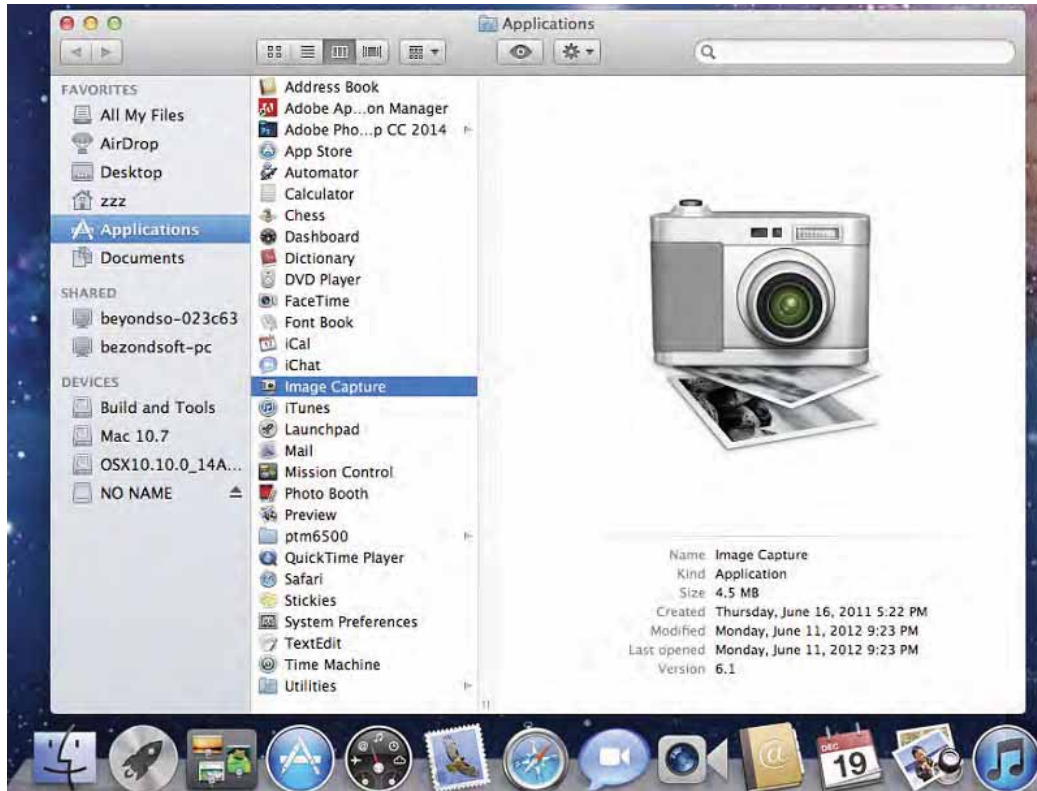 Applications
FAVORITES
All My Files
AirDrop
Desktop
zzz
Applications
Documents
SHARED
beyondso-023c63
bezondsoft-pc
DEVICES
Build and Tools
Mac 10.7
OSX10.10.0_14A...
NO NAME
Address Book
Adobe Ap...on Manager
Adobe Pho...p CC 2014
App Store
Automator
Calculator
Chess
Dashboard
Dictionary
DVD Player
FaceTime
Font Book
iCal
iChat
Image Capture
iTunes
Launchpad
Mail
Mission Control
Photo Booth
Preview
ptm6500
QuickTime Player
Safari
Stickies
System Preferences
TextEdit
Time Machine
Utilities
Name Image Capture
Kind Application
Size 4.5 MB
Created Thursday, June 16, 2011 5:22 PM
Modified Monday, June 11, 2012 9:23 PM
Last opened Monday, June 11, 2012 9:23 PM
Version 6.1
DEC
19